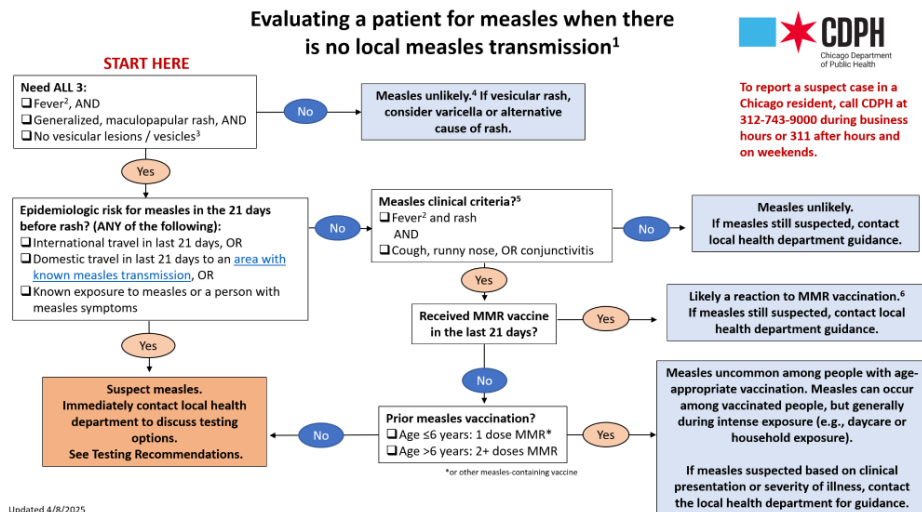 Evaluating a patient for measles when there
is no local measles transmission¹
CDPH
Chicago Department
of Public Health
To report a suspect case in a
Chicago resident, call CDPH at
312-743-9000 during business
hours or 311 after hours and
on weekends.
START HERE
Need ALL 3:
❑Fever², AND
❑Generalized, maculopapular rash, AND
❑No vesicular lesions / vesicles³
No
Measles unlikely.⁴ If vesicular rash,
consider varicella or alternative
cause of rash.
Yes
Epidemiologic risk for measles in the 21 days
before rash? (ANY of the following):
❑International travel in last 21 days, OR
❑Domestic travel in last 21 days to an area with
known measles transmission, OR
❑Known exposure to measles or a person with
measles symptoms
No
Measles clinical criteria?⁵
❑Fever² and rash
AND
❑Cough, runny nose, OR conjunctivitis
No
Measles unlikely.
If measles still suspected, contact
local health department guidance.
Yes
Received MMR vaccine
in the last 21 days?
Yes
Likely a reaction to MMR vaccination.⁶
If measles still suspected, contact local
health department guidance.
Yes
No
Suspect measles.
Immediately contact local health
department to discuss testing
options.
See Testing Recommendations.
No
Prior measles vaccination?
❑Age ≤6 years: 1 dose MMR*
❑Age >6 years: 2+ doses MMR
*or other measles-containing vaccine
Yes
Measles uncommon among people with age-
appropriate vaccination. Measles can occur
among vaccinated people, but generally
during intense exposure (e.g., daycare or
household exposure).
If measles suspected based on clinical
presentation or severity of illness, contact
the local health department for guidance.
Updated 4/8/2025